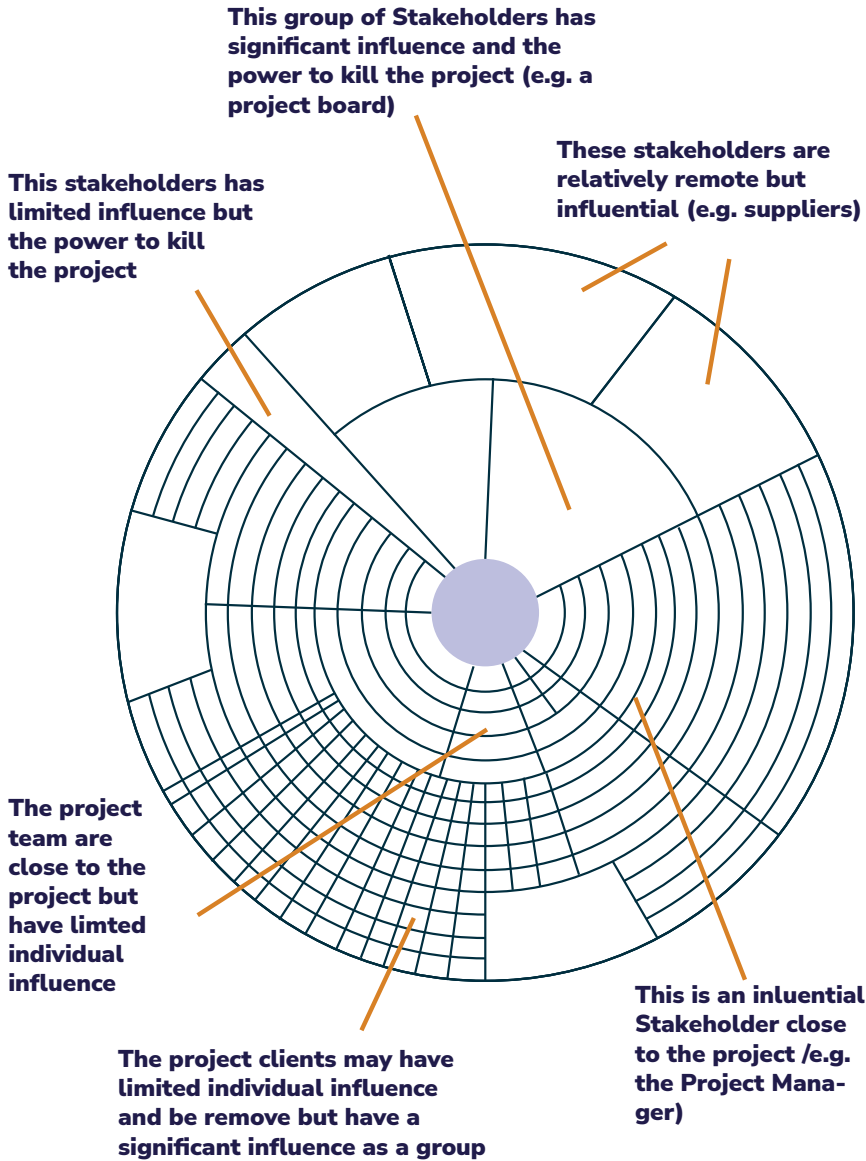 This group of Stakeholders has
significant influence and the
power to kill the project (e.g. a
project board)
These stakeholders are
relatively remote but
influential (e.g. suppliers)
This stakeholders has
limited influence but
the power to kill
the project
The project
team are
close to the
project but
have limted
individual
influence
This is an inluential
Stakeholder close
to the project /e.g.
the Project Mana-
ger)
The project clients may have
limited individual influence
and be remove but have a
significant influence as a group